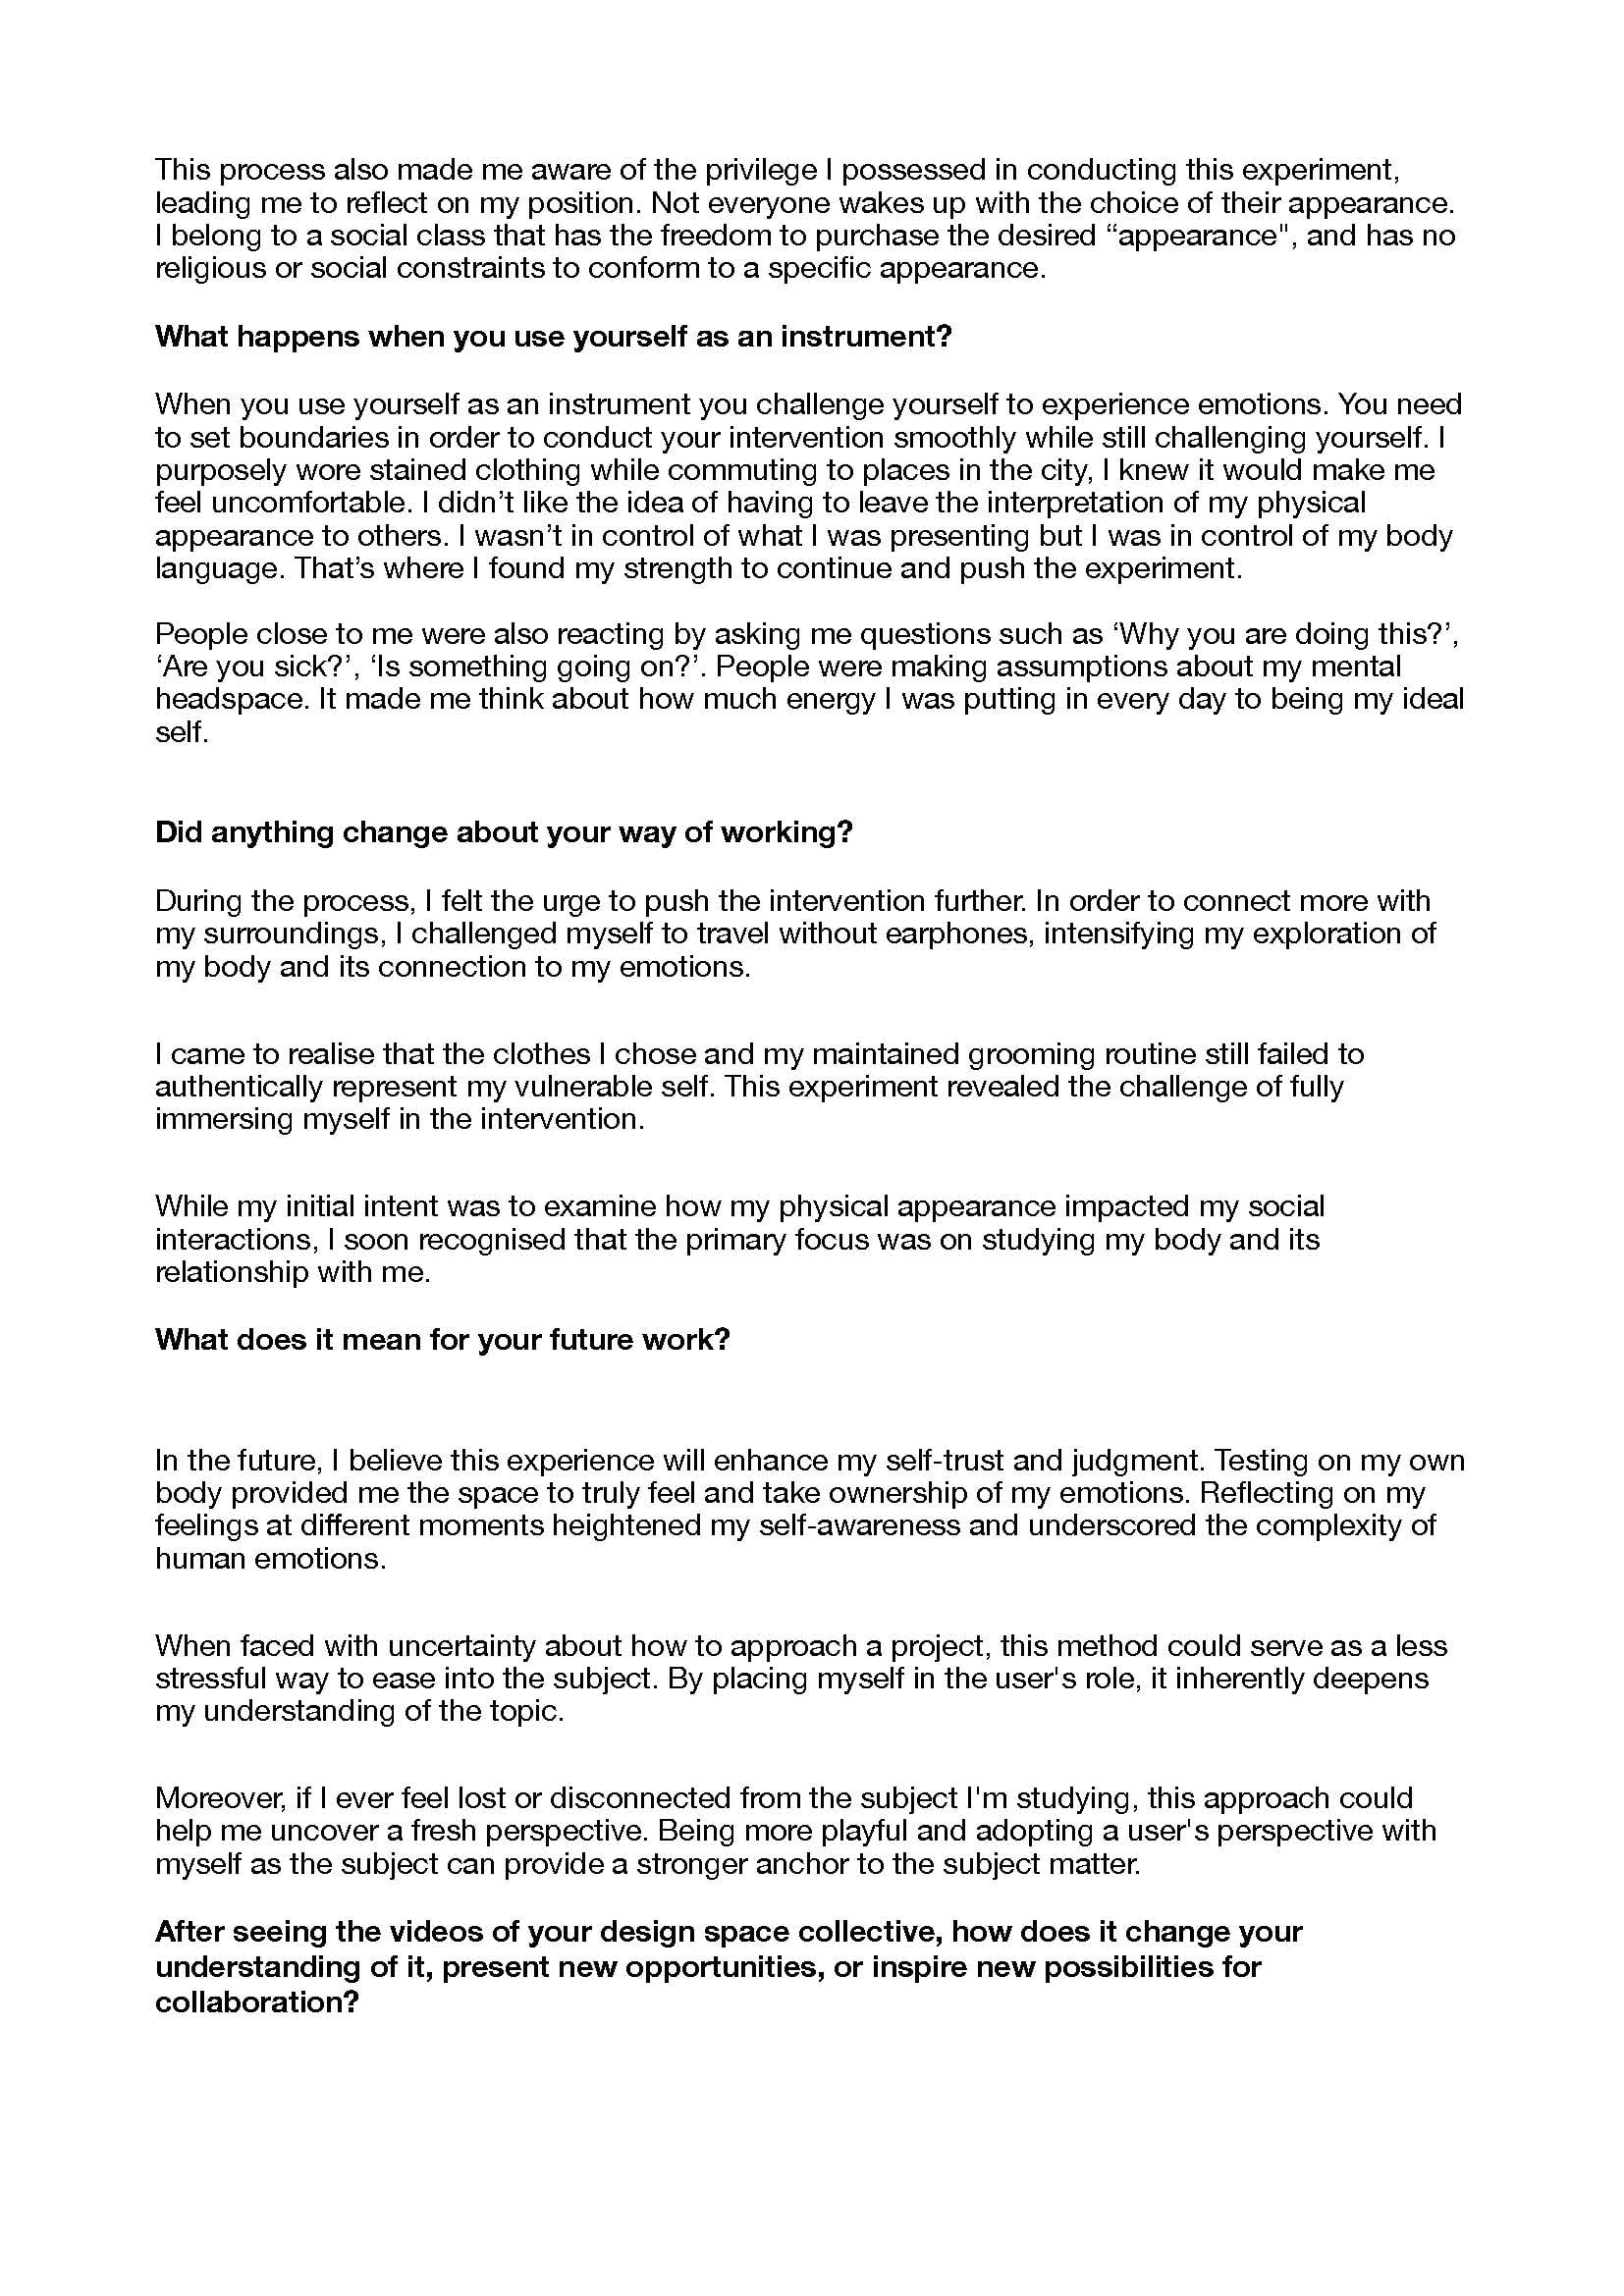 This process also made me aware of the privilege I possessed in conducting this experiment,
leading me to reflect on my position. Not everyone wakes up with the choice of their appearance.
I belong to a social class that has the freedom to purchase the desired “appearance", and has no
religious or social constraints to conform to a specific appearance.
What happens when you use yourself as an instrument?
When you use yourself as an instrument you challenge yourself to experience emotions. You need
to set boundaries in order to conduct your intervention smoothly while still challenging yourself. I
purposely wore stained clothing while commuting to places in the city, I knew it would make me
feel uncomfortable. I didn’t like the idea of having to leave the interpretation of my physical
appearance to others. I wasn’t in control of what I was presenting but I was in control of my body
language. That’s where I found my strength to continue and push the experiment.
People close to me were also reacting by asking me questions such as ‘Why you are doing this?’,
‘Are you sick?’, ‘Is something going on?’. People were making assumptions about my mental
headspace. It made me think about how much energy I was putting in every day to being my ideal
self.
Did anything change about your way of working?
During the process, I felt the urge to push the intervention further. In order to connect more with
my surroundings, I challenged myself to travel without earphones, intensifying my exploration of
my body and its connection to my emotions.
I came to realise that the clothes I chose and my maintained grooming routine still failed to
authentically represent my vulnerable self. This experiment revealed the challenge of fully
immersing myself in the intervention.
While my initial intent was to examine how my physical appearance impacted my social
interactions, I soon recognised that the primary focus was on studying my body and its
relationship with me.
What does it mean for your future work?
In the future, I believe this experience will enhance my self-trust and judgment. Testing on my own
body provided me the space to truly feel and take ownership of my emotions. Reflecting on my
feelings at different moments heightened my self-awareness and underscored the complexity of
human emotions.
When faced with uncertainty about how to approach a project, this method could serve as a less
stressful way to ease into the subject. By placing myself in the user's role, it inherently deepens
my understanding of the topic.
Moreover, if I ever feel lost or disconnected from the subject I'm studying, this approach could
help me uncover a fresh perspective. Being more playful and adopting a user's perspective with
myself as the subject can provide a stronger anchor to the subject matter.
After seeing the videos of your design space collective, how does it change your
understanding of it, present new opportunities, or inspire new possibilities for
collaboration?